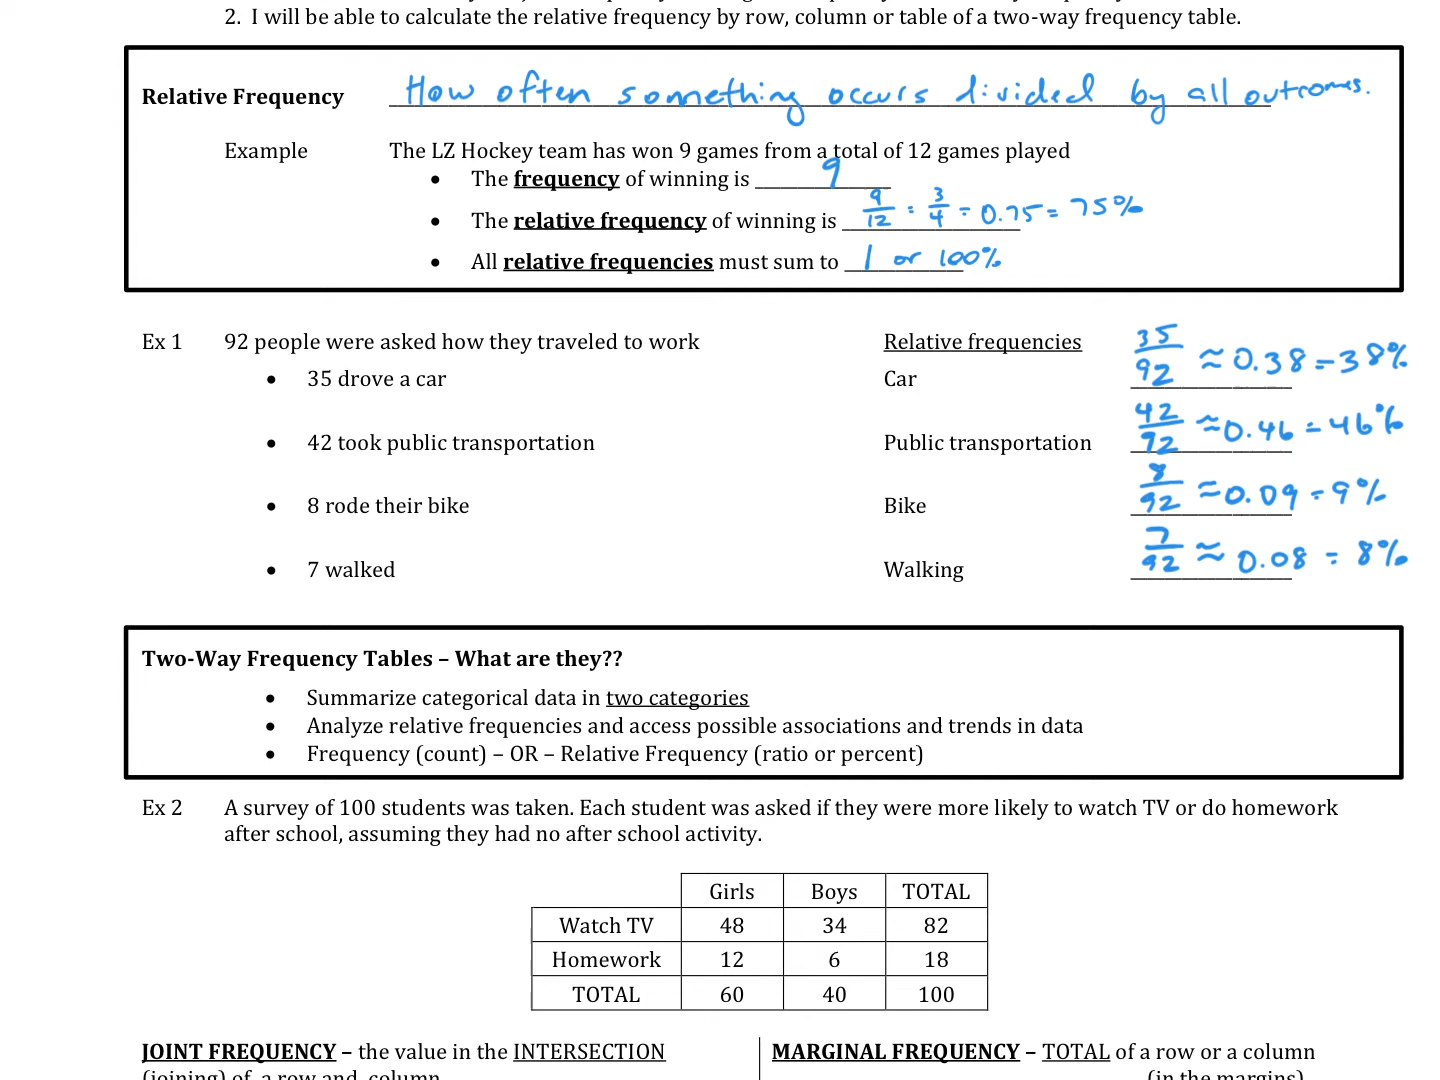 2. I will be able to calculate the relative frequency by row, column or table of a two-way frequency table.
Relative Frequency How often something occurs divided by all outcomes.
Example The LZ Hockey team has won 9 games from a total of 12 games played
• The frequency of winning is 9
• The relative frequency of winning is 9/12 = 3/4 = 0.75 = 75%
• All relative frequencies must sum to 1 or 100%
Ex 1 92 people were asked how they traveled to work Relative frequencies
• 35 drove a car Car 35/92 ≈ 0.38 = 38%
• 42 took public transportation Public transportation 42/92 ≈ 0.46 = 46%
• 8 rode their bike Bike 8/92 ≈ 0.09 = 9%
• 7 walked Walking 7/92 ≈ 0.08 = 8%
Two-Way Frequency Tables – What are they??
• Summarize categorical data in two categories
• Analyze relative frequencies and access possible associations and trends in data
• Frequency (count) – OR – Relative Frequency (ratio or percent)
Ex 2 A survey of 100 students was taken. Each student was asked if they were more likely to watch TV or do homework
after school, assuming they had no after school activity.
Girls Boys TOTAL
Watch TV 48 34 82
Homework 12 6 18
TOTAL 60 40 100
JOINT FREQUENCY – the value in the INTERSECTION
(joining) of a row and column
MARGINAL FREQUENCY – TOTAL of a row or a column
(in the margins)